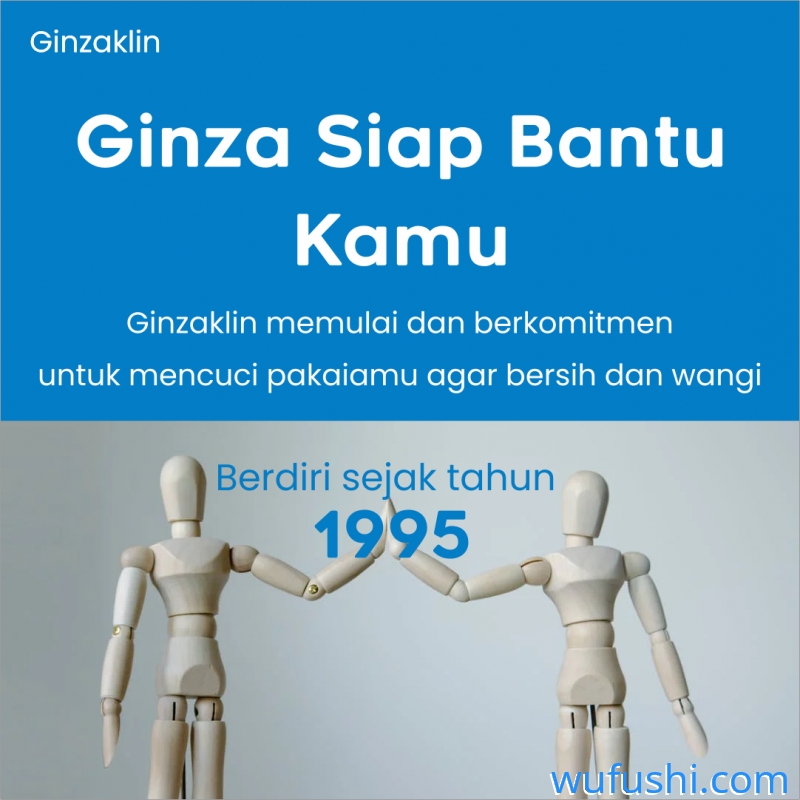 Ginzaklin
Ginza Siap Bantu
Kamu
Ginzaklin memulai dan berkomitmen
untuk mencuci pakaiamu agar bersih dan wangi
Berdiri sejak tahun
1995
wufushi.com